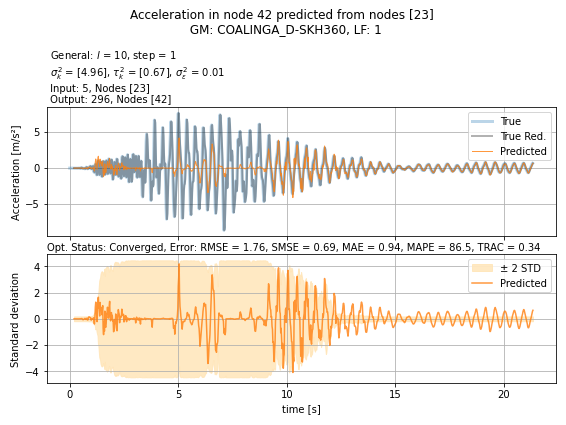 Acceleration in node 42 predicted from nodes [23]
GM: COALINGA_D-SKH360, LF: 1
General: l = 10, step = 1
σ²ₖ = [4.96], τ²ₖ = [0.67], σ²ε = 0.01
Input: 5, Nodes [23]
Output: 296, Nodes [42]
Acceleration [m/s²]
5
0
−5
True
True Red.
Predicted
Opt. Status: Converged, Error: RMSE = 1.76, SMSE = 0.69, MAE = 0.94, MAPE = 86.5, TRAC = 0.34
Standard deviation
4
2
0
−2
−4
± 2 STD
Predicted
0 5 10 15 20
time [s]